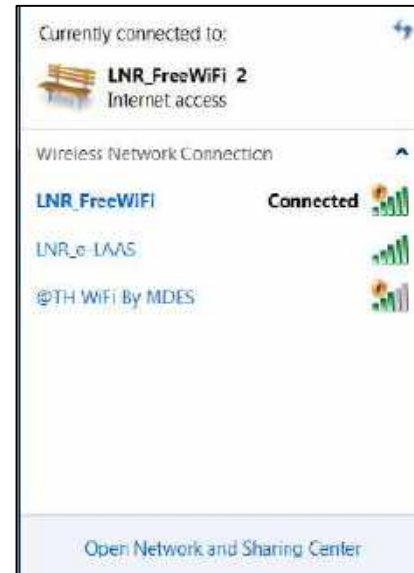 Currently connected to:
LNR_FreeWiFi 2
Internet access
Wireless Network Connection
LNR_FreeWiFi Connected
LNR_e-LAAS
@TH WiFi By MDES
Open Network and Sharing Center